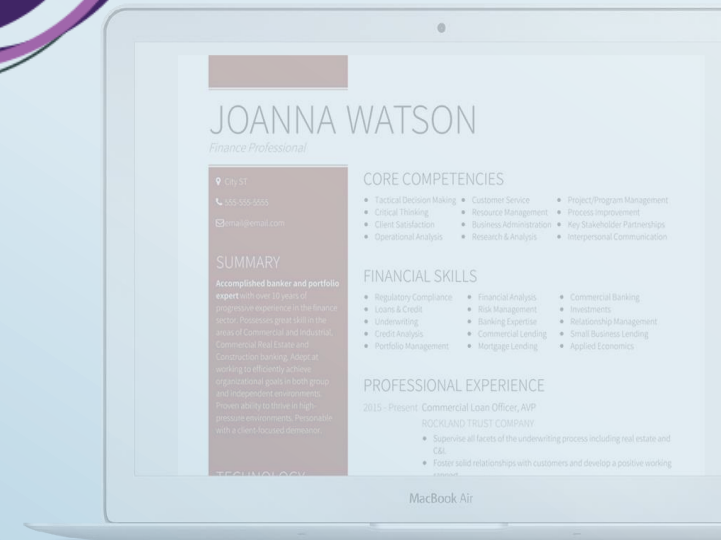 JOANNA WATSON
Finance Professional
City ST
555-555-5555
email@email.com
SUMMARY
Accomplished banker and portfolio
expert with over 10 years of
progressive experience in the finance
sector. Possesses great skill in the
areas of Commercial and Industrial,
Commercial Real Estate and
Construction banking. Adept at
working to efficiently achieve
organizational goals in both group
and independent environments.
Proven ability to thrive in high-
pressure environments. Personable
with a client-focused demeanor.
TECHNOLOGY
CORE COMPETENCIES
Tactical Decision Making Customer Service Project/Program Management
Critical Thinking Resource Management Process Improvement
Client Satisfaction Business Administration Key Stakeholder Partnerships
Operational Analysis Research & Analysis Interpersonal Communication
FINANCIAL SKILLS
Regulatory Compliance Financial Analysis Commercial Banking
Loans & Credit Risk Management Investments
Underwriting Banking Expertise Relationship Management
Credit Analysis Commercial Lending Small Business Lending
Portfolio Management Mortgage Lending Applied Economics
PROFESSIONAL EXPERIENCE
2015 - Present Commercial Loan Officer, AVP
ROCKLAND TRUST COMPANY
Supervise all facets of the underwriting process including real estate and
C&I.
Foster solid relationships with customers and develop a positive working
MacBook Air